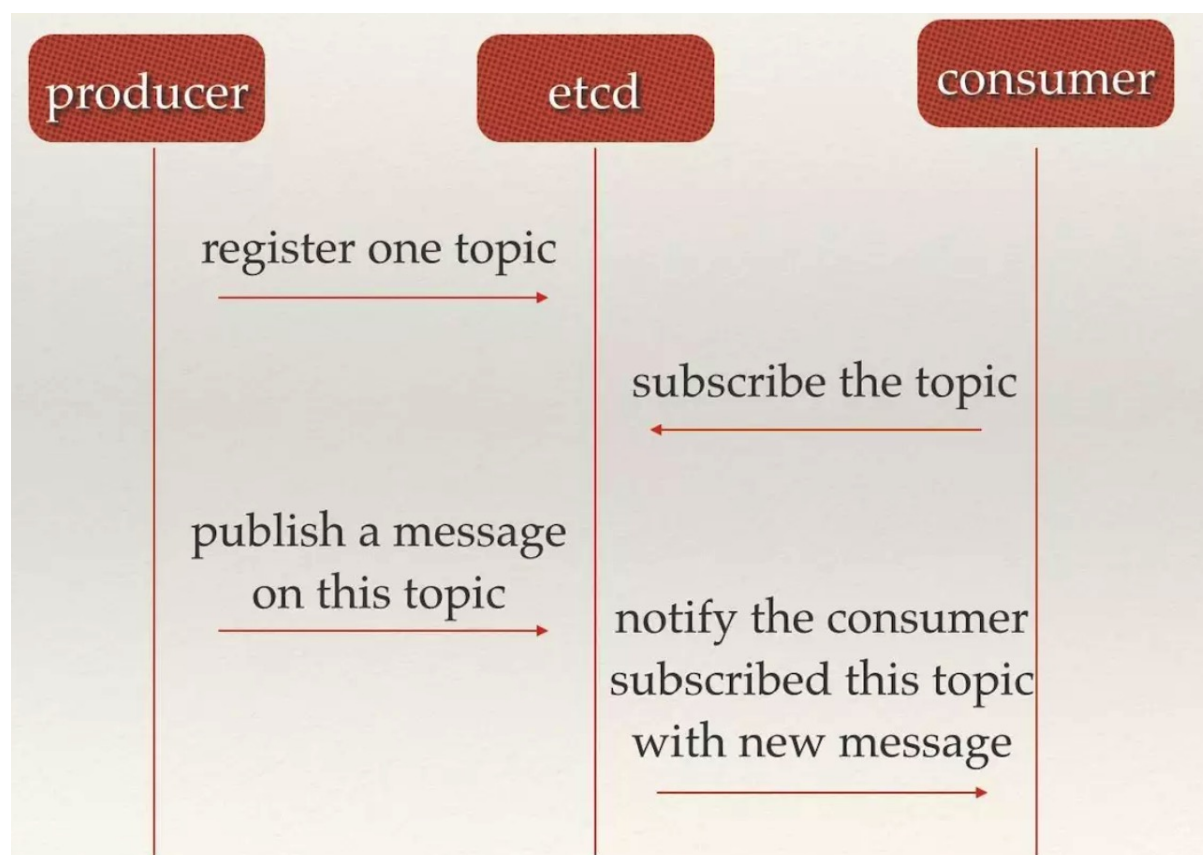 producer
etcd
consumer
register one topic
subscribe the topic
publish a message
on this topic
notify the consumer
subscribed this topic
with new message